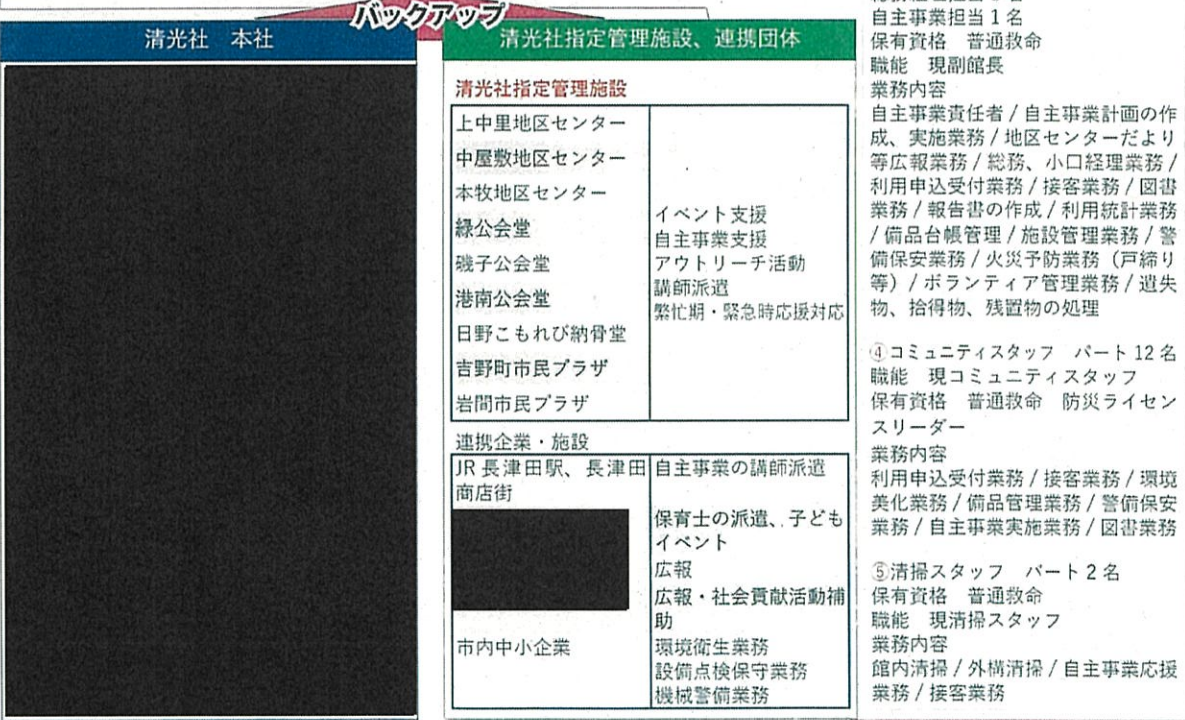 バックアップ
清光社 本社
清光社指定管理施設、連携団体
清光社指定管理施設
上中里地区センター
中屋敷地区センター
本牧地区センター
緑公会堂
磯子公会堂
港南公会堂
日野こもれび納骨堂
吉野町市民プラザ
岩間市民プラザ
イベント支援
自主事業支援
アウトリーチ活動
講師派遣
繁忙期・緊急時応援対応
連携企業・施設
JR 長津田駅、長津田
商店街
自主事業の講師派遣
保育士の派遣、子ども
イベント
広報
広報・社会貢献活動補
助
市内中小企業
環境衛生業務
設備点検保守業務
機械警備業務
自主事業担当 1 名
保有資格 普通救命
職能 現副館長
業務内容
自主事業責任者 / 自主事業計画の作
成、実施業務 / 地区センターだより
等広報業務 / 総務、小口経理業務 /
利用申込受付業務 / 接客業務 / 図書
業務 / 報告書の作成 / 利用統計業務
/ 備品台帳管理 / 施設管理業務 / 警
備保安業務 / 火災予防業務(戸締り
等) / ボランティア管理業務 / 遺失
物、拾得物、残置物の処理
④コミュニティスタッフ パート 12 名
職能 現コミュニティスタッフ
保有資格 普通救命 防災ライセン
スリーダー
業務内容
利用申込受付業務 / 接客業務 / 環境
美化業務 / 備品管理業務 / 警備保安
業務 / 自主事業実施業務 / 図書業務
⑤清掃スタッフ パート 2 名
保有資格 普通救命
職能 現清掃スタッフ
業務内容
館内清掃 / 外構清掃 / 自主事業応援
業務 / 接客業務